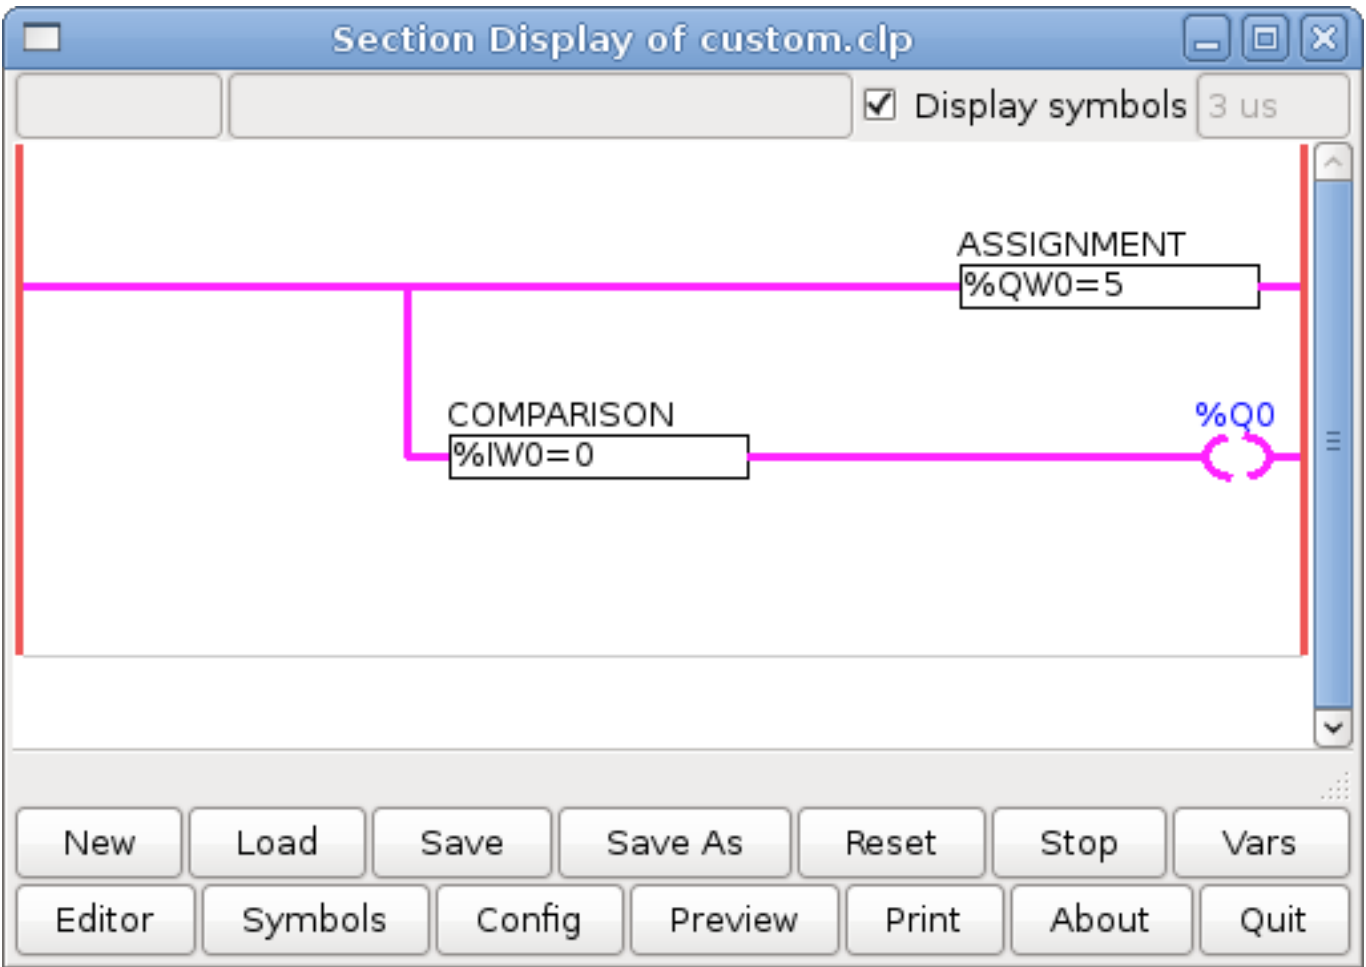 Section Display of custom.clp
Display symbols 3 us
ASSIGNMENT
%QW0=5
COMPARISON %Q0
%IW0=0
New Load Save Save As Reset Stop Vars
Editor Symbols Config Preview Print About Quit